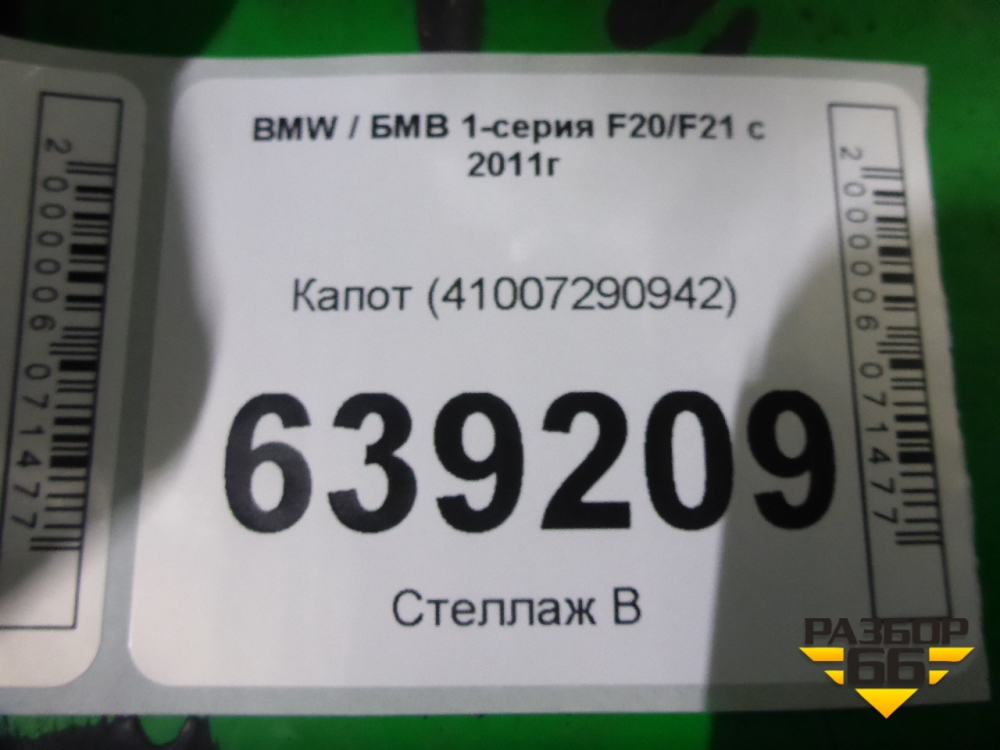 BMW / БМВ 1-серия F20/F21 с
2011г
Капот (41007290942)
639209
Стеллаж В
2000006071477
2000006071477
РАЗБОР
66